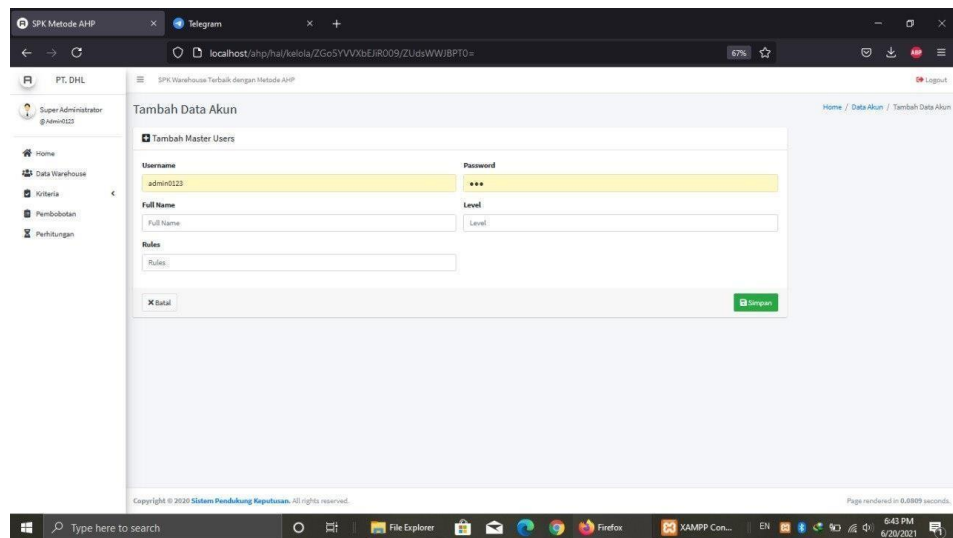 SPK Metode AHP
Telegram
localhost/ahp/hal/kelola/ZGo5YVVXbEJiR009/ZUdsWWJBPT0=
67%
PT. DHL
SPK Warehouse Terbaik dengan Metode AHP
Logout
Super Administrator
@Admin0123
Tambah Data Akun
Home / Data Akun / Tambah Data Akun
Tambah Master Users
Home
Data Warehouse
Kriteria
Pembobotan
Perhitungan
Username
Password
admin0123
Full Name
Level
Full Name
Level
Rules
Rules
Batal
Simpan
Copyright © 2020 Sistem Pendukung Keputusan. All rights reserved.
Page rendered in 0.0809 seconds.
Type here to search
File Explorer
Firefox
XAMPP Con...
EN
6:43 PM
6/20/2021